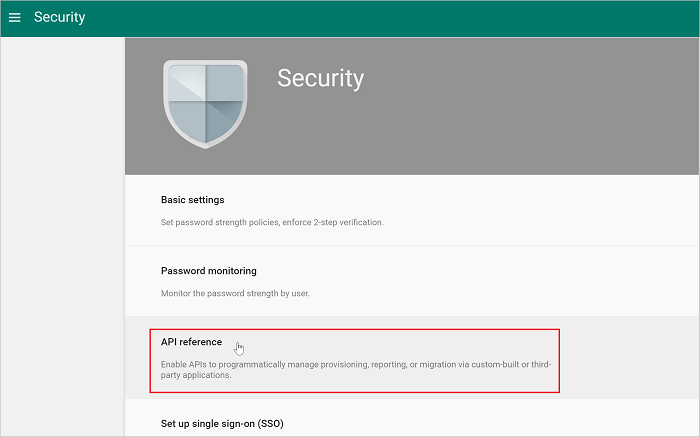 Security
Security
Basic settings
Set password strength policies, enforce 2-step verification.
Password monitoring
Monitor the password strength by user.
API reference
Enable APIs to programmatically manage provisioning, reporting, or migration via custom-built or third-
party applications.
Set up single sign-on (SSO)